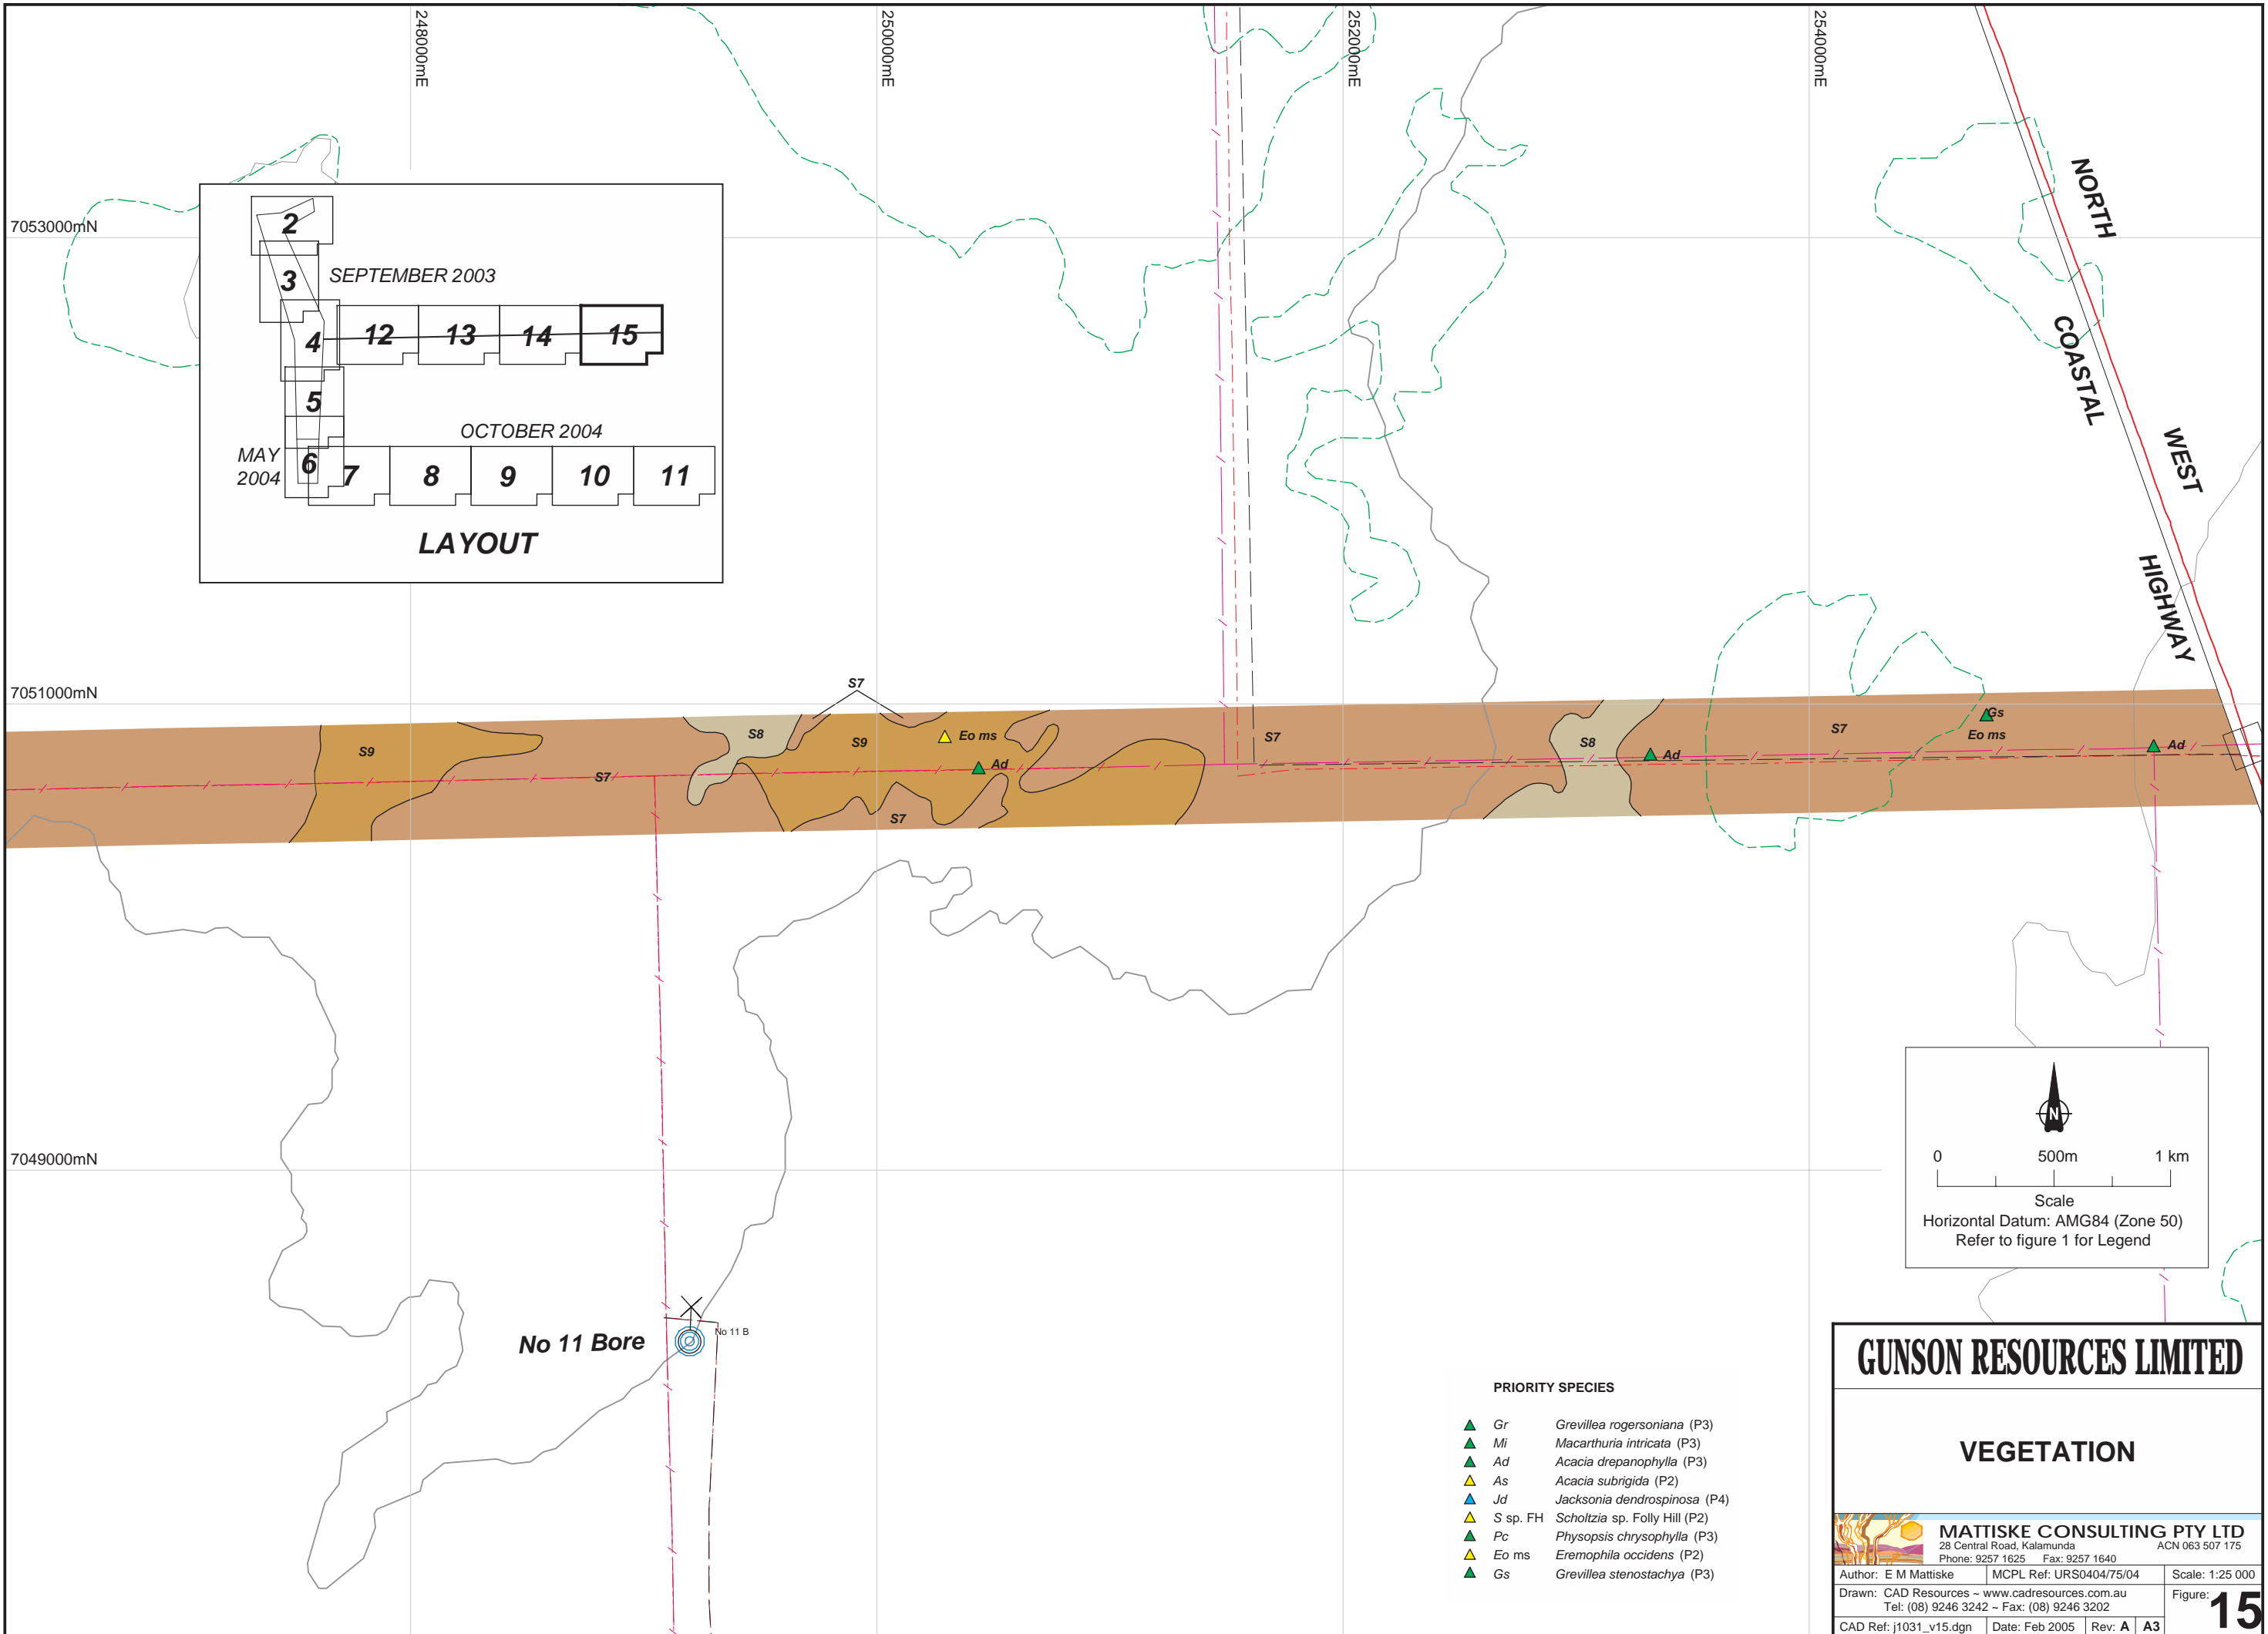 248000mE
250000mE
252000mE
254000mE
7053000mN
7051000mN
7049000mN
2
3
SEPTEMBER 2003
4
12
13
14
15
5
OCTOBER 2004
MAY
2004
6
7
8
9
10
11
LAYOUT
NORTH
WEST
COASTAL
HIGHWAY
S9
S7
S8
S7
S9
Eo ms
Ad
S7
S7
S8
Ad
S7
Gs
Eo ms
Ad
No 11 Bore
No 11 B
N
0
500m
1 km
Scale
Horizontal Datum: AMG84 (Zone 50)
Refer to figure 1 for Legend
PRIORITY SPECIES
Gr Grevillea rogersoniana (P3)
Mi Macarthuria intricata (P3)
Ad Acacia drepanophylla (P3)
As Acacia subrigida (P2)
Jd Jacksonia dendrospinosa (P4)
S sp. FH Scholtzia sp. Folly Hill (P2)
Pc Physopsis chrysophylla (P3)
Eo ms Eremophila occidens (P2)
Gs Grevillea stenostachya (P3)
GUNSON RESOURCES LIMITED
VEGETATION
MATTISKE CONSULTING PTY LTD
28 Central Road, Kalamunda ACN 063 507 175
Phone: 9257 1625 Fax: 9257 1640
Author: E M Mattiske MCPL Ref: URS0404/75/04 Scale: 1:25 000
Drawn: CAD Resources ~ www.cadresources.com.au
Tel: (08) 9246 3242 ~ Fax: (08) 9246 3202
Figure: 15
CAD Ref: j1031_v15.dgn Date: Feb 2005 Rev: A A3